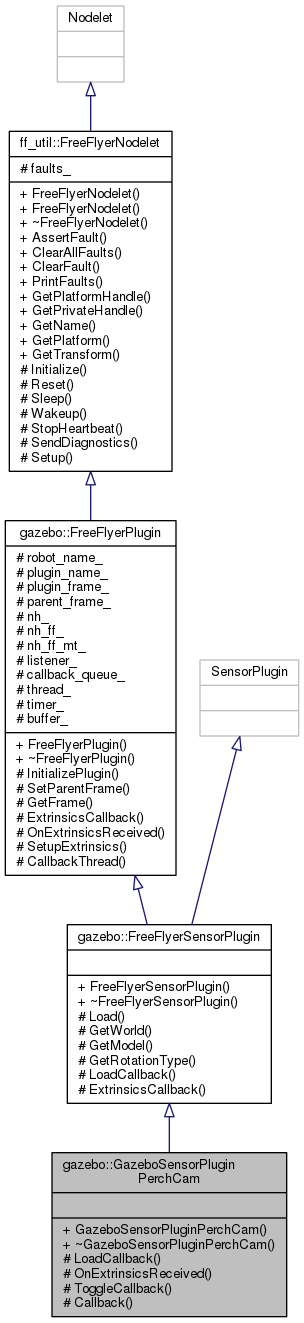 Nodelet
ff_util::FreeFlyerNodelet
# faults_
+ FreeFlyerNodelet()
+ FreeFlyerNodelet()
+ ~FreeFlyerNodelet()
+ AssertFault()
+ ClearAllFaults()
+ ClearFault()
+ PrintFaults()
+ GetPlatformHandle()
+ GetPrivateHandle()
+ GetName()
+ GetPlatform()
+ GetTransform()
# Initialize()
# Reset()
# Sleep()
# Wakeup()
# StopHeartbeat()
# SendDiagnostics()
# Setup()
gazebo::FreeFlyerPlugin
# robot_name_
# plugin_name_
# plugin_frame_
# parent_frame_
# nh_
# nh_ff_
# nh_ff_mt_
# listener_
# callback_queue_
# thread_
# timer_
# buffer_
+ FreeFlyerPlugin()
+ ~FreeFlyerPlugin()
# InitializePlugin()
# SetParentFrame()
# GetFrame()
# ExtrinsicsCallback()
# OnExtrinsicsReceived()
# SetupExtrinsics()
# CallbackThread()
SensorPlugin
gazebo::FreeFlyerSensorPlugin
+ FreeFlyerSensorPlugin()
+ ~FreeFlyerSensorPlugin()
# Load()
# GetWorld()
# GetModel()
# GetRotationType()
# LoadCallback()
# ExtrinsicsCallback()
gazebo::GazeboSensorPlugin
PerchCam
+ GazeboSensorPluginPerchCam()
+ ~GazeboSensorPluginPerchCam()
# LoadCallback()
# OnExtrinsicsReceived()
# ToggleCallback()
# Callback()